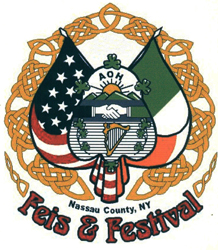 AOH
Nassau County, NY
Feis & Festival